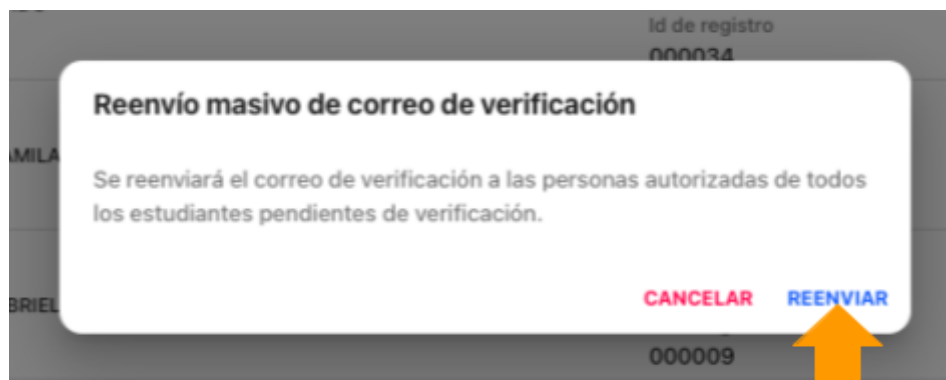 Id de registro
000034
Reenvío masivo de correo de verificación
Se reenviará el correo de verificación a las personas autorizadas de todos
los estudiantes pendientes de verificación.
CANCELAR REENVIAR
000009